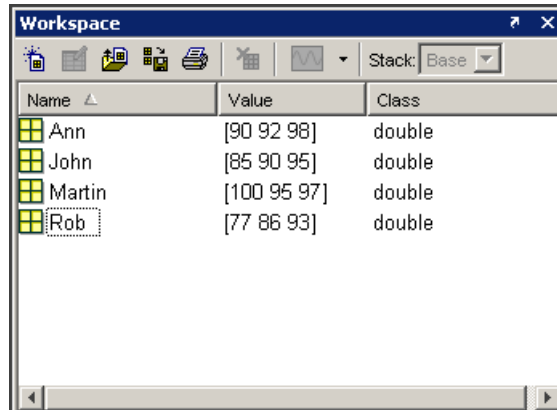 Workspace
Stack: Base
Name Value Class
Ann [90 92 98] double
John [85 90 95] double
Martin [100 95 97] double
Rob [77 86 93] double